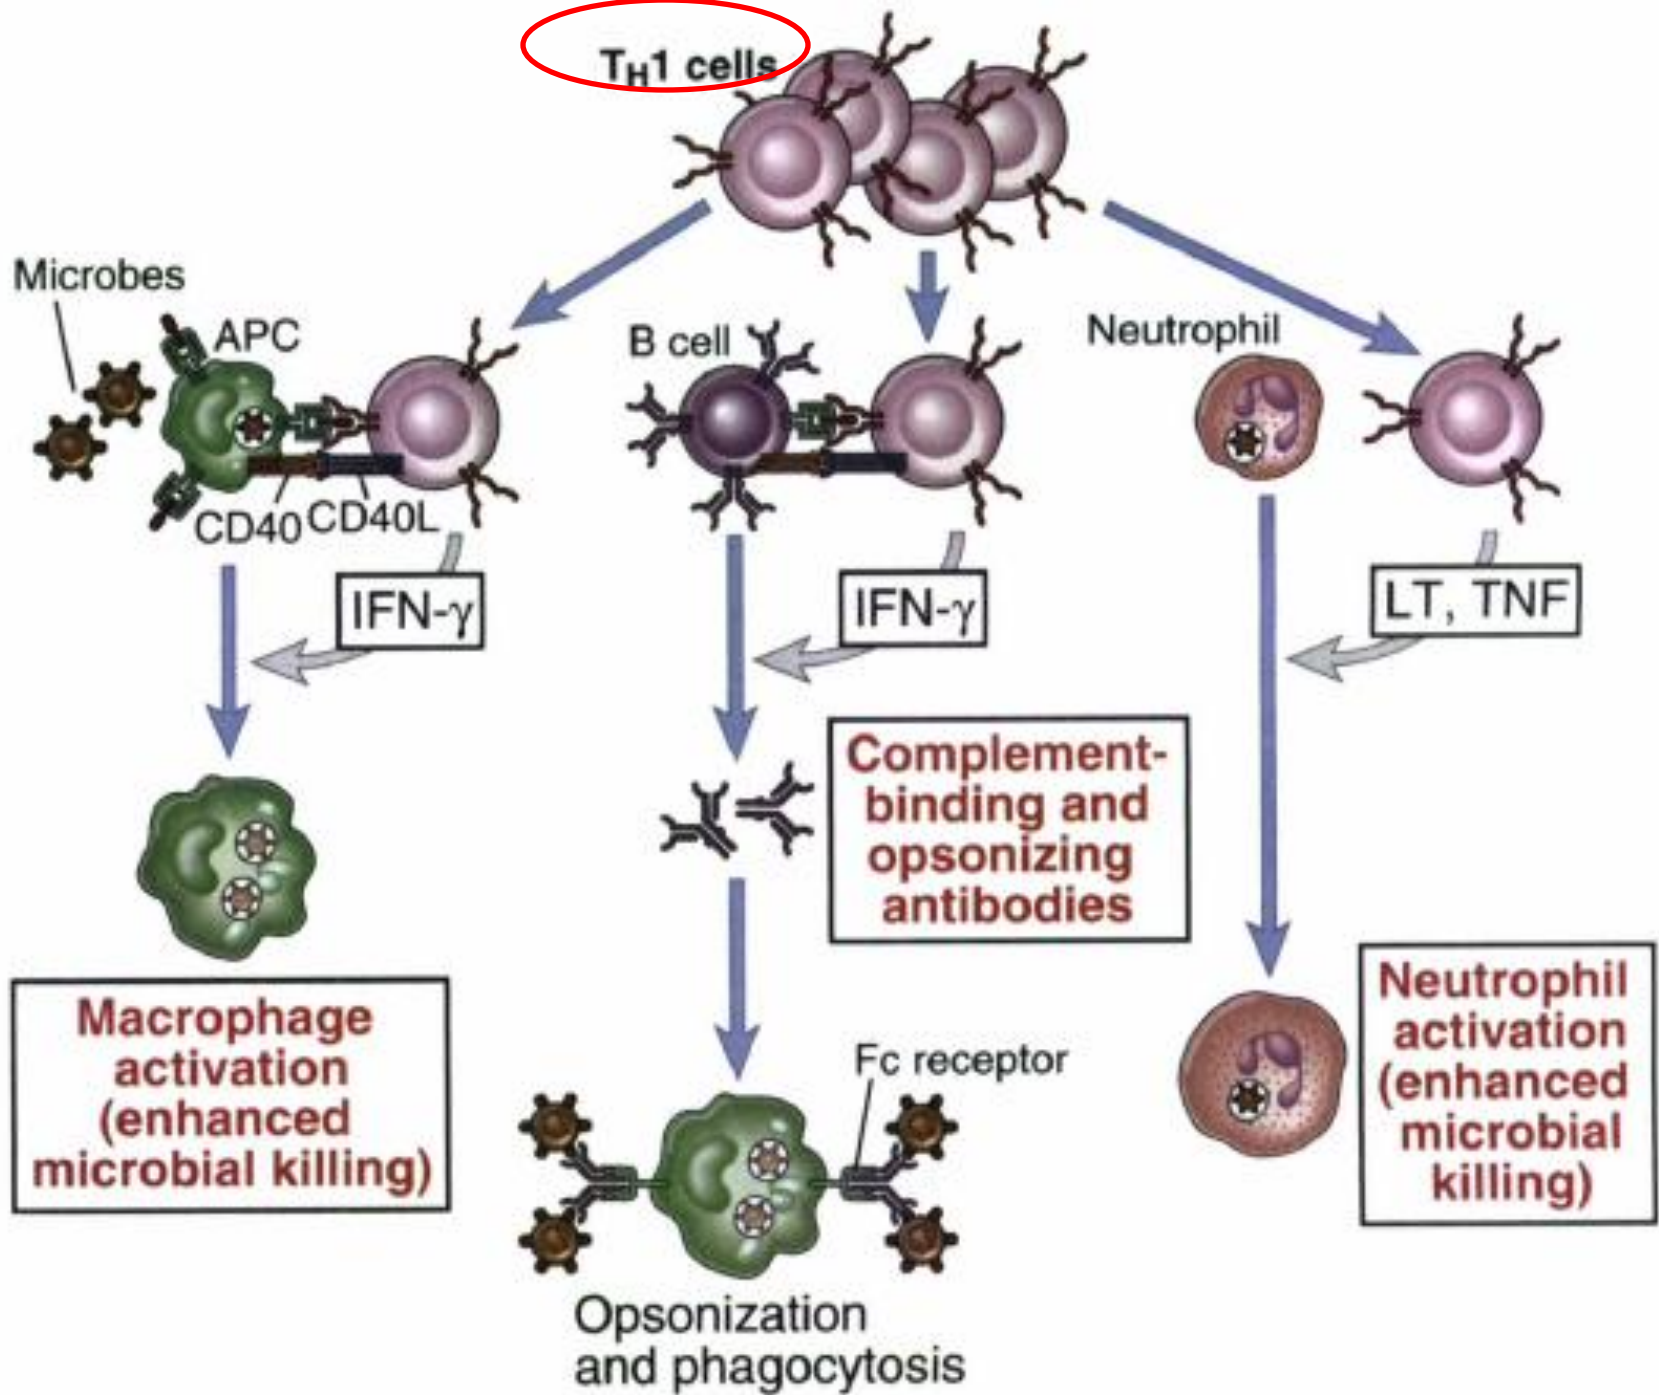 TH1 cells
Microbes
APC
B cell
Neutrophil
CD40
CD40L
IFN-γ
IFN-γ
LT, TNF
Complement-
binding and
opsonizing
antibodies
Macrophage
activation
(enhanced
microbial killing)
Neutrophil
activation
(enhanced
microbial
killing)
Fc receptor
Opsonization
and phagocytosis